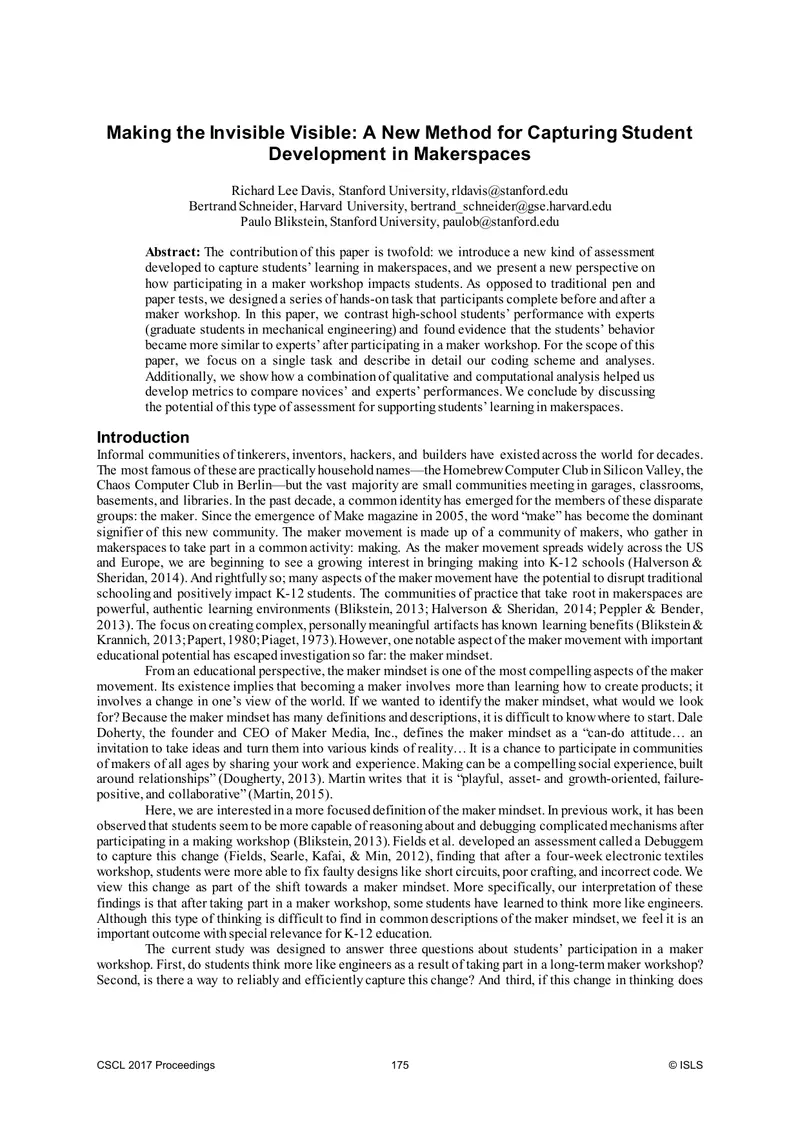 Making the Invisible Visible: A New Method for Capturing Student
Development in Makerspaces
Richard Lee Davis, Stanford University, rldavis@stanford.edu
Bertrand Schneider, Harvard University, bertrand_schneider@gse.harvard.edu
Paulo Blikstein, Stanford University, paulob@stanford.edu
Abstract: The contribution of this paper is twofold: we introduce a new kind of assessment
developed to capture students’ learning in makerspaces, and we present a new perspective on
how participating in a maker workshop impacts students. As opposed to traditional pen and
paper tests, we designed a series of hands-on task that participants complete before and after a
maker workshop. In this paper, we contrast high-school students’ performance with experts
(graduate students in mechanical engineering) and found evidence that the students’ behavior
became more similar to experts’ after participating in a maker workshop. For the scope of this
paper, we focus on a single task and describe in detail our coding scheme and analyses.
Additionally, we show how a combination of qualitative and computational analysis helped us
develop metrics to compare novices’ and experts’ performances. We conclude by discussing
the potential of this type of assessment for supporting students’ learning in makerspaces.
Introduction
Informal communities of tinkerers, inventors, hackers, and builders have existed across the world for decades.
The most famous of these are practically household names—the Homebrew Computer Club in Silicon Valley, the
Chaos Computer Club in Berlin—but the vast majority are small communities meeting in garages, classrooms,
basements, and libraries. In the past decade, a common identity has emerged for the members of these disparate
groups: the maker. Since the emergence of Make magazine in 2005, the word “make” has become the dominant
signifier of this new community. The maker movement is made up of a community of makers, who gather in
makerspaces to take part in a common activity: making. As the maker movement spreads widely across the US
and Europe, we are beginning to see a growing interest in bringing making into K-12 schools (Halverson &
Sheridan, 2014). And rightfully so; many aspects of the maker movement have the potential to disrupt traditional
schooling and positively impact K-12 students. The communities of practice that take root in makerspaces are
powerful, authentic learning environments (Blikstein, 2013; Halverson & Sheridan, 2014; Peppler & Bender,
2013). The focus on creating complex, personally meaningful artifacts has known learning benefits (Blikstein &
Krannich, 2013; Papert, 1980; Piaget, 1973). However, one notable aspect of the maker movement with important
educational potential has escaped investigation so far: the maker mindset.
From an educational perspective, the maker mindset is one of the most compelling aspects of the maker
movement. Its existence implies that becoming a maker involves more than learning how to create products; it
involves a change in one’s view of the world. If we wanted to identify the maker mindset, what would we look
for? Because the maker mindset has many definitions and descriptions, it is difficult to know where to start. Dale
Doherty, the founder and CEO of Maker Media, Inc., defines the maker mindset as a “can-do attitude… an
invitation to take ideas and turn them into various kinds of reality… It is a chance to participate in communities
of makers of all ages by sharing your work and experience. Making can be a compelling social experience, built
around relationships” (Dougherty, 2013). Martin writes that it is “playful, asset- and growth-oriented, failure-
positive, and collaborative” (Martin, 2015).
Here, we are interested in a more focused definition of the maker mindset. In previous work, it has been
observed that students seem to be more capable of reasoning about and debugging complicated mechanisms after
participating in a making workshop (Blikstein, 2013). Fields et al. developed an assessment called a Debuggem
to capture this change (Fields, Searle, Kafai, & Min, 2012), finding that after a four-week electronic textiles
workshop, students were more able to fix faulty designs like short circuits, poor crafting, and incorrect code. We
view this change as part of the shift towards a maker mindset. More specifically, our interpretation of these
findings is that after taking part in a maker workshop, some students have learned to think more like engineers.
Although this type of thinking is difficult to find in common descriptions of the maker mindset, we feel it is an
important outcome with special relevance for K-12 education.
The current study was designed to answer three questions about students’ participation in a maker
workshop. First, do students think more like engineers as a result of taking part in a long-term maker workshop?
Second, is there a way to reliably and efficiently capture this change? And third, if this change in thinking does
CSCL 2017 Proceedings 175 © ISLS